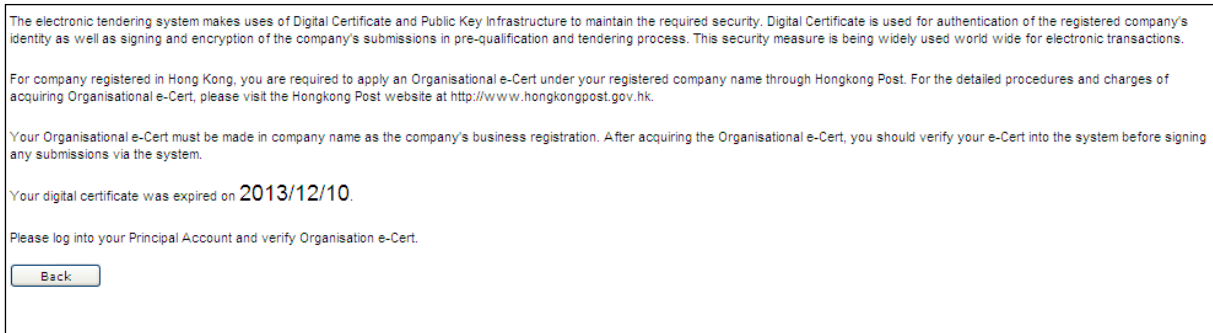 The electronic tendering system makes uses of Digital Certificate and Public Key Infrastructure to maintain the required security. Digital Certificate is used for authentication of the registered company's
identity as well as signing and encryption of the company's submissions in pre-qualification and tendering process. This security measure is being widely used world wide for electronic transactions.
For company registered in Hong Kong, you are required to apply an Organisational e-Cert under your registered company name through Hongkong Post. For the detailed procedures and charges of
acquiring Organisational e-Cert, please visit the Hongkong Post website at http://www.hongkongpost.gov.hk.
Your Organisational e-Cert must be made in company name as the company's business registration. After acquiring the Organisational e-Cert, you should verify your e-Cert into the system before signing
any submissions via the system.
Your digital certificate was expired on 2013/12/10.
Please log into your Principal Account and verify Organisation e-Cert.
Back